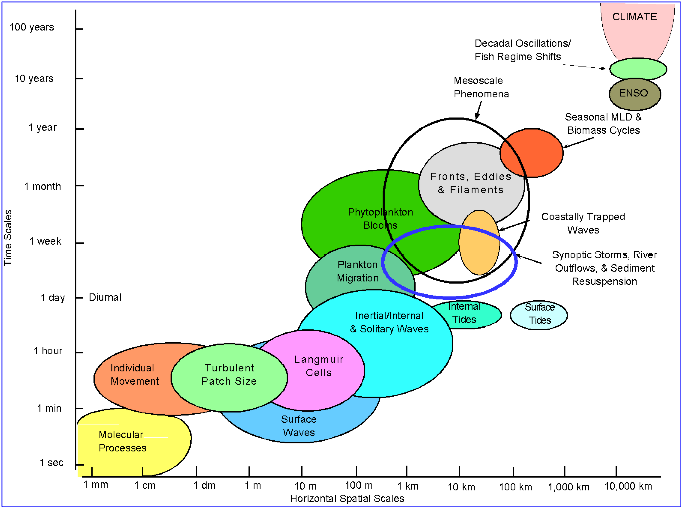 CLIMATE
100 years
Decadal Oscillations/
Fish Regime Shifts
10 years
Mesoscale
Phenomena
ENSO
Seasonal MLD &
Biomass Cycles
1 year
Fronts, Eddies
& Filaments
1 month
Phytoplankton
Blooms
Coastally Trapped
Waves
1 week
Synoptic Storms, River
Outflows, & Sediment
Resuspension
Plankton
Migration
Time Scales
1 day
Diurnal
Internal
Tides
Surface
Tides
Inertial/Internal
& Solitary Waves
1 hour
Individual
Movement
Turbulent
Patch Size
Langmuir
Cells
1 min
Surface
Waves
Molecular
Processes
1 sec
1 mm
1 cm
1 dm
1 m
10 m
100 m
1 km
10 km
100 km
1,000 km
10,000 km
Horizontal Spatial Scales